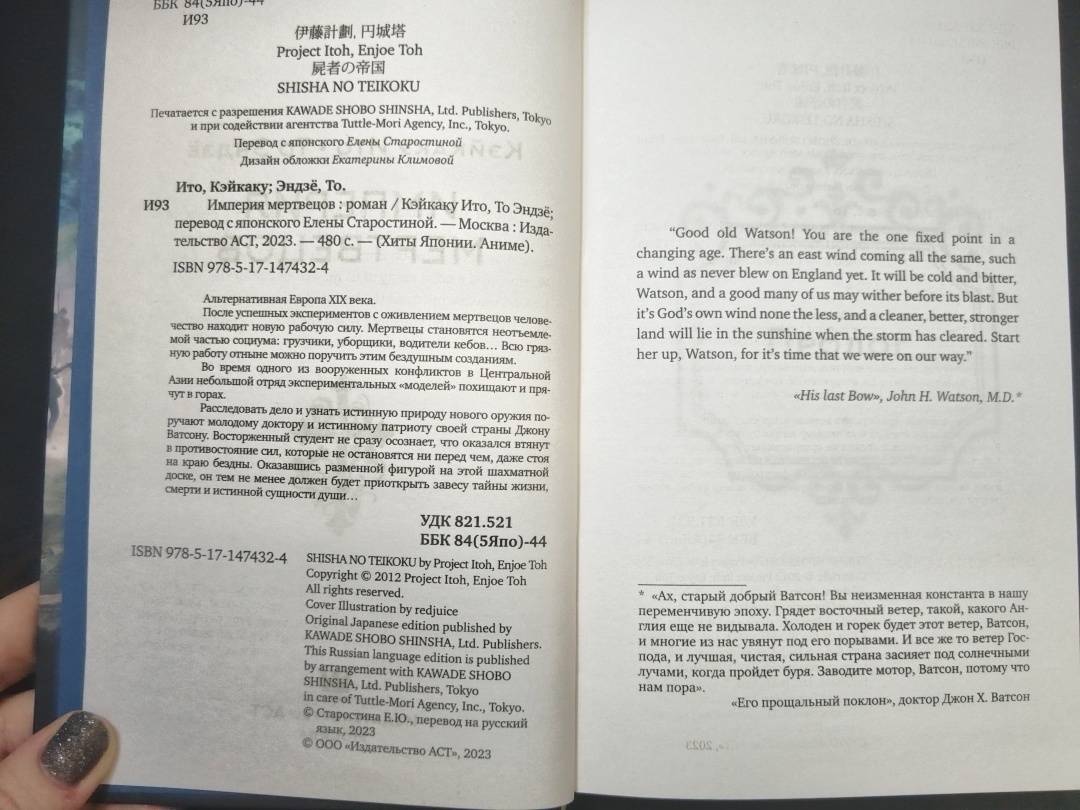 ББК 84(5Япо)-44
И93
伊藤計劃, 円城塔
Project Itoh, Enjoe Toh
屍者の帝国
SHISHA NO TEIKOKU
Печатается с разрешения KAWADE SHOBO SHINSHA, Ltd. Publishers, Tokyo
и при содействии агентства Tuttle-Mori Agency, Inc., Tokyo.
Перевод с японского Елены Старостиной
Дизайн обложки Екатерины Климовой
Ито, Кэйкаку; Эндзё, То.
И93 Империя мертвецов : роман / Кэйкаку Ито, То Эндзё;
перевод с японского Елены Старостиной. — Москва : Изда-
тельство АСТ, 2023. — 480 с. — (Хиты Японии. Аниме).
ISBN 978-5-17-147432-4
Альтернативная Европа XIX века.
После успешных экспериментов с оживлением мертвецов челове-
чество находит новую рабочую силу. Мертвецы становятся неотъемле-
мой частью социума: грузчики, уборщики, водители кебов... Всю гряз-
ную работу отныне можно поручить этим бездушным созданиям.
Во время одного из вооруженных конфликтов в Центральной
Азии небольшой отряд экспериментальных «моделей» похищают и пря-
чут в горах.
Расследовать дело и узнать истинную природу нового оружия по-
ручают молодому доктору и истинному патриоту своей страны Джону
Ватсону. Восторженный студент не сразу осознает, что оказался втянут
в противостояние сил, которые не остановятся ни перед чем, даже стоя
на краю бездны. Оказавшись разменной фигурой на этой шахматной
доске, он тем не менее должен будет приоткрыть завесу тайны жизни,
смерти и истинной сущности души...
УДК 821.521
ББК 84(5Япо)-44
ISBN 978-5-17-147432-4
SHISHA NO TEIKOKU by Project Itoh, Enjoe Toh
Copyright © 2012 Project Itoh, Enjoe Toh
All rights reserved.
Cover Illustration by redjuice
Original Japanese edition published by
KAWADE SHOBO SHINSHA, Ltd. Publishers.
This Russian language edition is published
by arrangement with KAWADE SHOBO
SHINSHA, Ltd. Publishers, Tokyo
in care of Tuttle-Mori Agency, Inc., Tokyo.
© Старостина Е.Ю., перевод на русский
язык, 2023
© ООО «Издательство АСТ», 2023
“Good old Watson! You are the one fixed point in a
changing age. There’s an east wind coming all the same, such
a wind as never blew on England yet. It will be cold and bitter,
Watson, and a good many of us may wither before its blast. But
it’s God’s own wind none the less, and a cleaner, better, stronger
land will lie in the sunshine when the storm has cleared. Start
her up, Watson, for it’s time that we were on our way.”
«His last Bow», John H. Watson, M.D.*
* «Ах, старый добрый Ватсон! Вы неизменная константа в нашу
переменчивую эпоху. Грядет восточный ветер, такой, какого Ан-
глия еще не видывала. Холоден и горек будет этот ветер, Ватсон,
и многие из нас увянут под его порывами. И все же то ветер Гос-
пода, и лучшая, чистая, сильная страна засияет под солнечными
лучами, когда пройдет буря. Заводите мотор, Ватсон, потому что
нам пора».
«Его прощальный поклон», доктор Джон Х. Ватсон